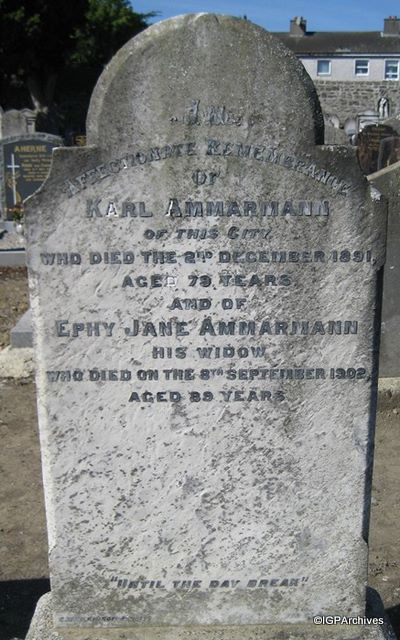 In
Affectionate Remembrance
Of
Karl Ammarmann
of this City
who died the 2nd December 1891,
aged 79 years
and of
Ephy Jane Ammarmann
his widow
who died on the 8th September 1902,
aged 89 years
"Until the day break"
AHERNE
©IGPArchives